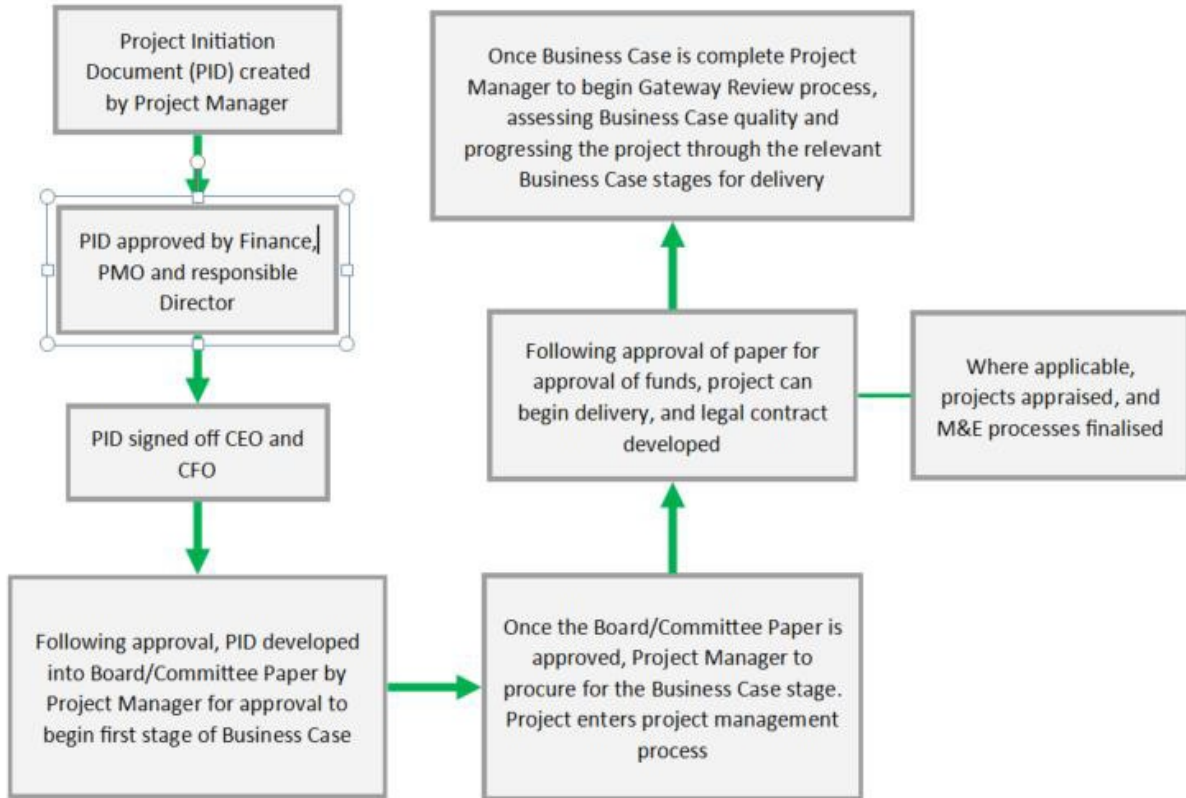 Project Initiation
Document (PID) created
by Project Manager
PID approved by Finance,
PMO and responsible
Director
PID signed off CEO and
CFO
Following approval, PID developed
into Board/Committee Paper by
Project Manager for approval to
begin first stage of Business Case
Once the Board/Committee Paper is
approved, Project Manager to
procure for the Business Case stage.
Project enters project management
process
Following approval of paper for
approval of funds, project can
begin delivery, and legal contract
developed
Where applicable,
projects appraised, and
M&E processes finalised
Once Business Case is complete Project
Manager to begin Gateway Review process,
assessing Business Case quality and
progressing the project through the relevant
Business Case stages for delivery